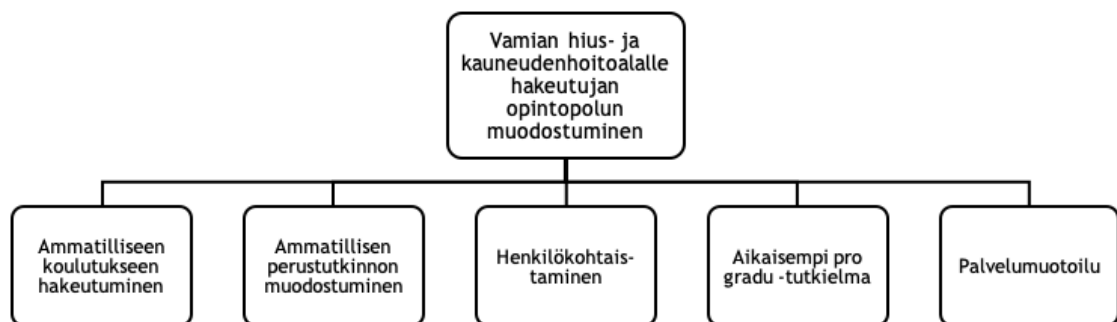 Vamian hius- ja
kauneudenhoitoalalle
hakeutujan
opintopolun
muodostuminen
Ammatilliseen
koulutukseen
hakeutuminen
Ammatillisen
perustutkinnon
muodostuminen
Henkilökohtais-
taminen
Aikaisempi pro
gradu -tutkielma
Palvelumuotoilu